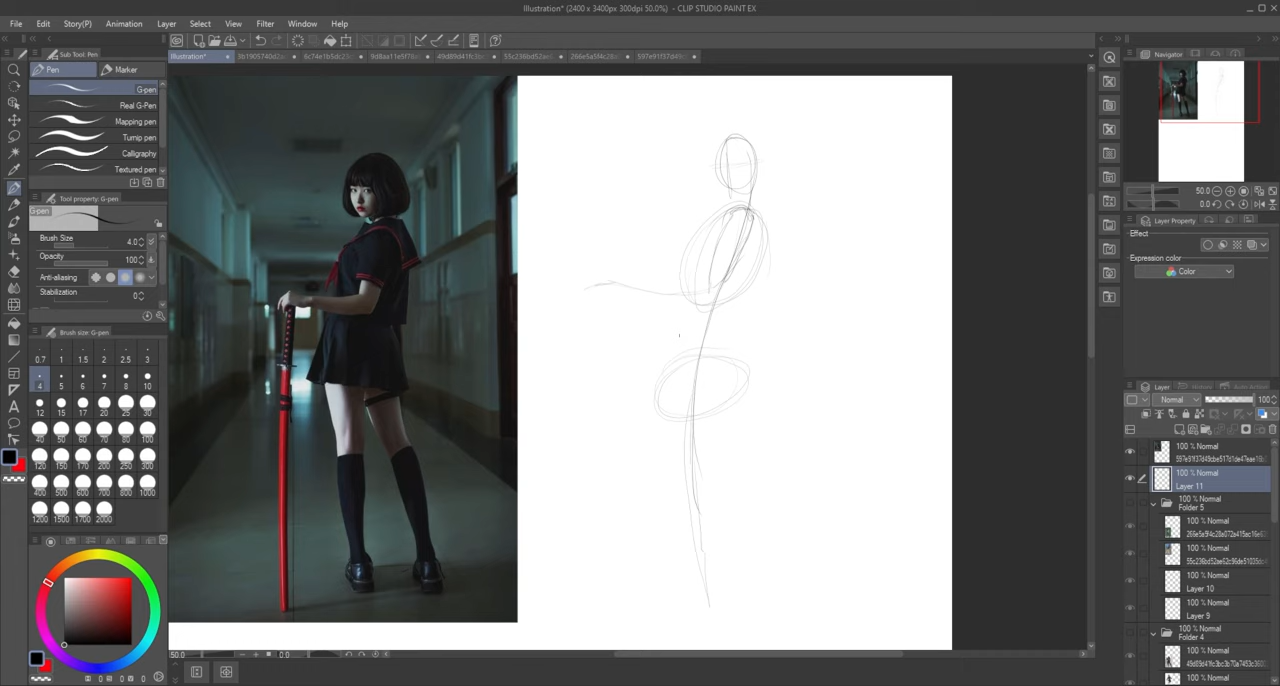 Illustration* (2400 x 3400px 300dpi 50.0%) - CLIP STUDIO PAINT EX
File Edit Story(P) Animation Layer Select View Filter Window Help
Sub Tool: Pen
Illustration*
Pen Marker
G-pen
Real G-Pen
Mapping pen
Turnip pen
Calligraphy
Textured pen
Tool property: G-pen
G-pen
Brush Size 4.0
Opacity 100
Anti-aliasing
Stabilization 0
Brush size: G-pen
0.7 1 1.5 2 2.5 3
4 5 6 7 8 10
12 15 17 20 25 30
40 50 60 70 80 100
120 150 170 200 250 300
400 500 600 700 800 1000
1200 1500 1700 2000
50.0 0.0
Navigator
50.0
0.0
Layer Property
Effect
Expression color
Color
Layer
Normal 100
100 % Normal
100 % Normal
Layer 11
100 % Normal
Folder 5
100 % Normal
100 % Normal
100 % Normal
Layer 10
100 % Normal
Layer 9
100 % Normal
Folder 4
100 % Normal
100 % Normal